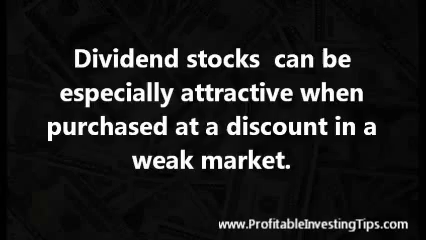 Dividend stocks  can be
especially attractive when
purchased at a discount in a
weak market.
www.ProfitableInvestingTips.com